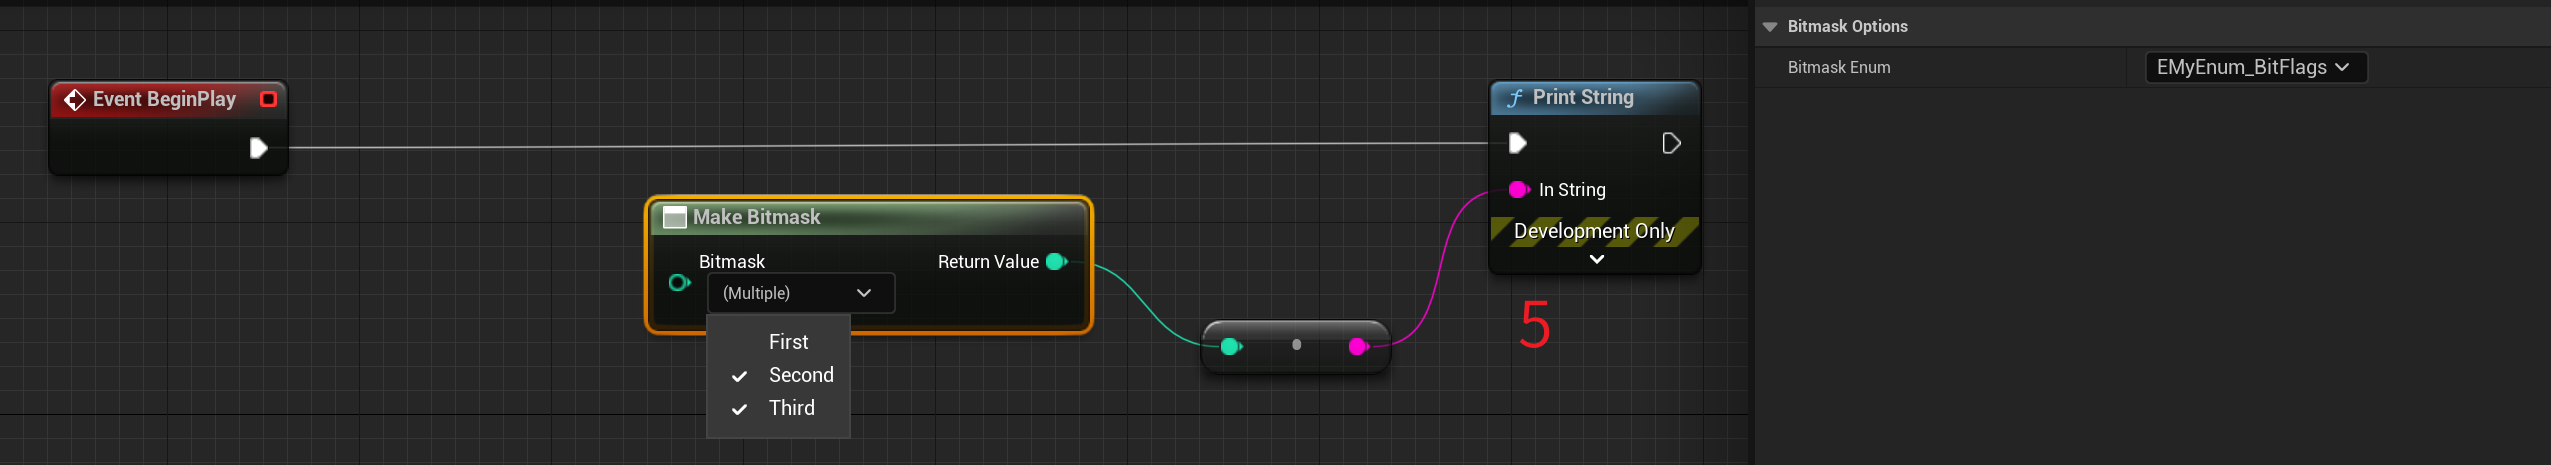 Event BeginPlay
Make Bitmask
Bitmask
Return Value
(Multiple)
First
Second
Third
Print String
In String
Development Only
5
Bitmask Options
Bitmask Enum
EMyEnum_BitFlags